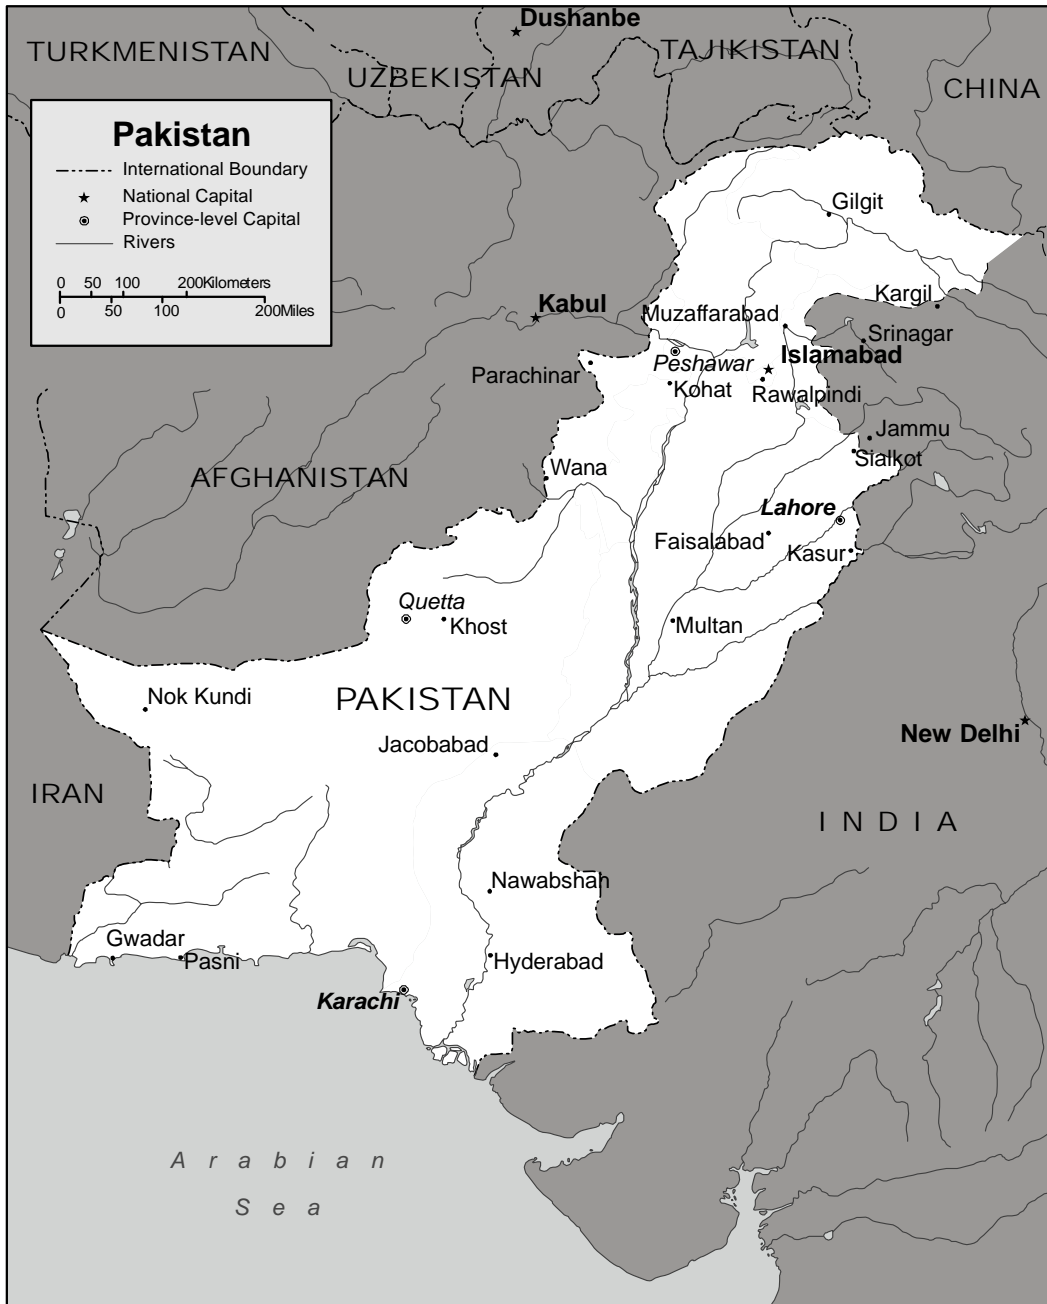 Dushanbe
TURKMENISTAN
UZBEKISTAN
TAJIKISTAN
CHINA
Pakistan
International Boundary
National Capital
Province-level Capital
Rivers
0 50 100 200Kilometers
0 50 100 200Miles
Gilgit
Kargil
Kabul
Muzaffarabad
Srinagar
Islamabad
Peshawar
Parachinar
Kohat
Rawalpindi
Jammu
Sialkot
Wana
AFGHANISTAN
Lahore
Faisalabad
Kasur
Quetta
Khost
Multan
Nok Kundi
PAKISTAN
New Delhi
Jacobabad
IRAN
INDIA
Nawabshah
Gwadar
Pasni
Hyderabad
Karachi
Arabian
Sea